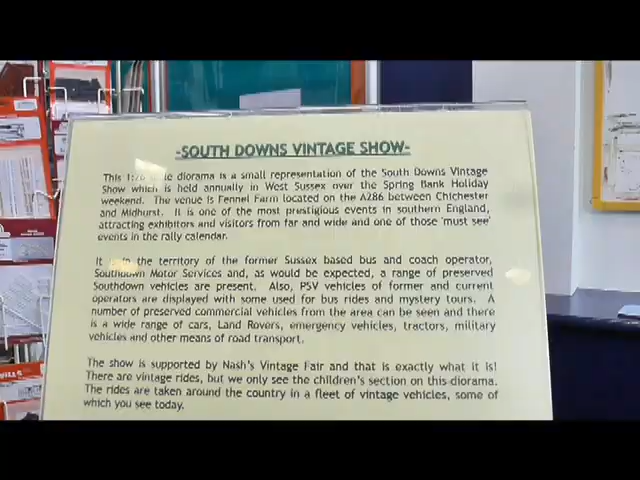 -SOUTH DOWNS VINTAGE SHOW-
This diorama is a small representation of the South Downs Vintage
Show which is held annually in West Sussex over the Spring Bank Holiday
weekend. The venue is Fennel Farm located on the A286 between Chichester
and Midhurst. It is one of the most prestigious events in southern England,
attracting exhibitors and visitors from far and wide and one of those 'must see'
events in the rally calendar.
It is in the territory of the former Sussex based bus and coach operator,
Southdown Motor Services and, as would be expected, a range of preserved
Southdown vehicles are present. Also, PSV vehicles of former and current
operators are displayed with some used for bus rides and mystery tours. A
number of preserved commercial vehicles from the area can be seen and there
is a wide range of cars, Land Rovers, emergency vehicles, tractors, military
vehicles and other means of road transport.
The show is supported by Nash's Vintage Fair and that is exactly what it is!
There are vintage rides, but we only see the children's section on this diorama.
The rides are taken around the country in a fleet of vintage vehicles, some of
which you see today.